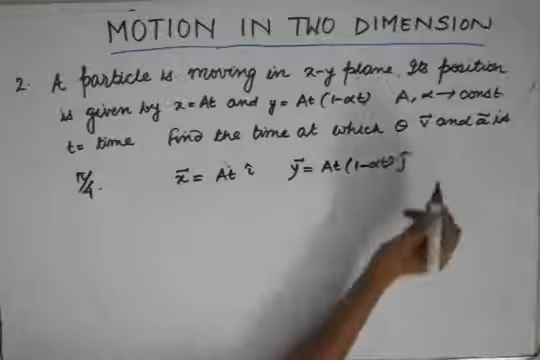 MOTION IN TWO DIMENSION
2. A particle is moving in x-y plane. Its position
is given by x = At and y = At (1-αt) A, α → const
t = time Find the time at which θ v⃗ and a⃗ is
π/4. x⃗ = At î y⃗ = At (1-αt) ĵ